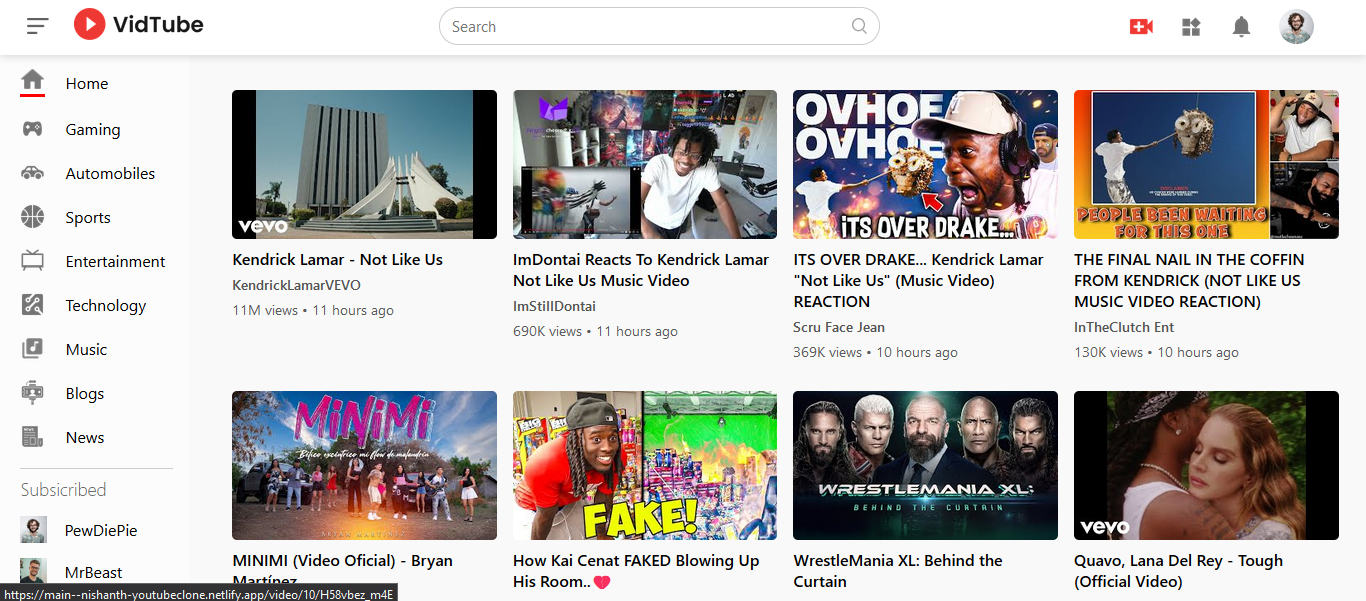 VidTube
Search
Home
Gaming
Automobiles
Sports
Entertainment
Technology
Music
Blogs
News
Subsicribed
PewDiePie
MrBeast
vevo
Kendrick Lamar - Not Like Us
KendrickLamarVEVO
11M views • 11 hours ago
ImDontai Reacts To Kendrick Lamar
Not Like Us Music Video
ImStillDontai
690K views • 11 hours ago
OVHOE
OVHOE
iTS OVER DRAKE...
ITS OVER DRAKE... Kendrick Lamar
"Not Like Us" (Music Video)
REACTION
Scru Face Jean
369K views • 10 hours ago
PEOPLE BEEN WAITING
FOR THIS ONE
THE FINAL NAIL IN THE COFFIN
FROM KENDRICK (NOT LIKE US
MUSIC VIDEO REACTION)
InTheClutch Ent
130K views • 10 hours ago
MiNiMi
BRYAN MARTINEZ
MINIMI (Video Oficial) - Bryan
Martínez
FAKE!
How Kai Cenat FAKED Blowing Up
His Room..💔
WRESTLEMANIA XL:
BEHIND THE CURTAIN
WrestleMania XL: Behind the
Curtain
vevo
Quavo, Lana Del Rey - Tough
(Official Video)
https://main--nishanth-youtubeclone.netlify.app/video/10/H58vbez_m4E